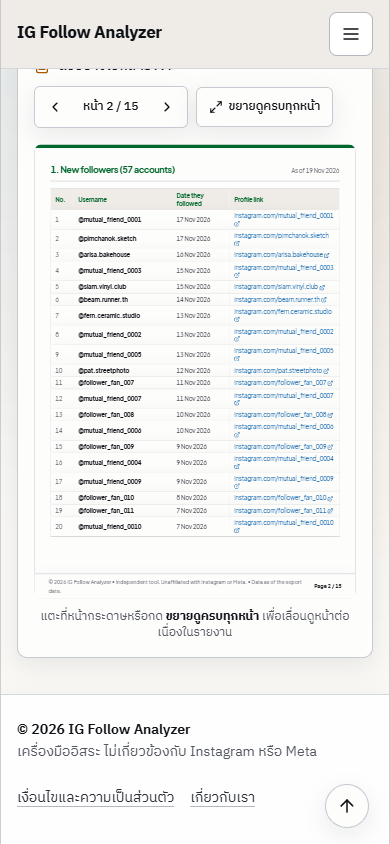 IG Follow Analyzer
หน้า 2 / 15
ขยายดูครบทุกหน้า
1. New followers (57 accounts)
As of 19 Nov 2026
No. Username Date they followed Profile link
1 @mutual_friend_0001 17 Nov 2026 instagram.com/mutual_friend_0001
2 @pimchanok.sketch 17 Nov 2026 instagram.com/pimchanok.sketch
3 @arisa.bakehouse 16 Nov 2026 instagram.com/arisa.bakehouse
4 @mutual_friend_0003 15 Nov 2026 instagram.com/mutual_friend_0003
5 @siam.vinyl.club 15 Nov 2026 instagram.com/siam.vinyl.club
6 @beam.runner.th 14 Nov 2026 instagram.com/beam.runner.th
7 @fern.ceramic.studio 13 Nov 2026 instagram.com/fern.ceramic.studio
8 @mutual_friend_0002 13 Nov 2026 instagram.com/mutual_friend_0002
9 @mutual_friend_0005 13 Nov 2026 instagram.com/mutual_friend_0005
10 @pat.streetphoto 12 Nov 2026 instagram.com/pat.streetphoto
11 @follower_fan_007 11 Nov 2026 instagram.com/follower_fan_007
12 @mutual_friend_0007 11 Nov 2026 instagram.com/mutual_friend_0007
13 @follower_fan_008 10 Nov 2026 instagram.com/follower_fan_008
14 @mutual_friend_0006 10 Nov 2026 instagram.com/mutual_friend_0006
15 @follower_fan_009 9 Nov 2026 instagram.com/follower_fan_009
16 @mutual_friend_0004 9 Nov 2026 instagram.com/mutual_friend_0004
17 @mutual_friend_0009 9 Nov 2026 instagram.com/mutual_friend_0009
18 @follower_fan_010 8 Nov 2026 instagram.com/follower_fan_010
19 @follower_fan_011 7 Nov 2026 instagram.com/follower_fan_011
20 @mutual_friend_0010 7 Nov 2026 instagram.com/mutual_friend_0010
© 2026 IG Follow Analyzer • Independent tool. Unaffiliated with Instagram or Meta. • Data as of the export
date.
Page 2 / 15
แตะที่หน้ากระดาษหรือกด ขยายดูครบทุกหน้า เพื่อเลื่อนดูหน้าต่อ
เนื่องในรายงาน
© 2026 IG Follow Analyzer
เครื่องมืออิสระ ไม่เกี่ยวข้องกับ Instagram หรือ Meta
เงื่อนไขและความเป็นส่วนตัว เกี่ยวกับเรา